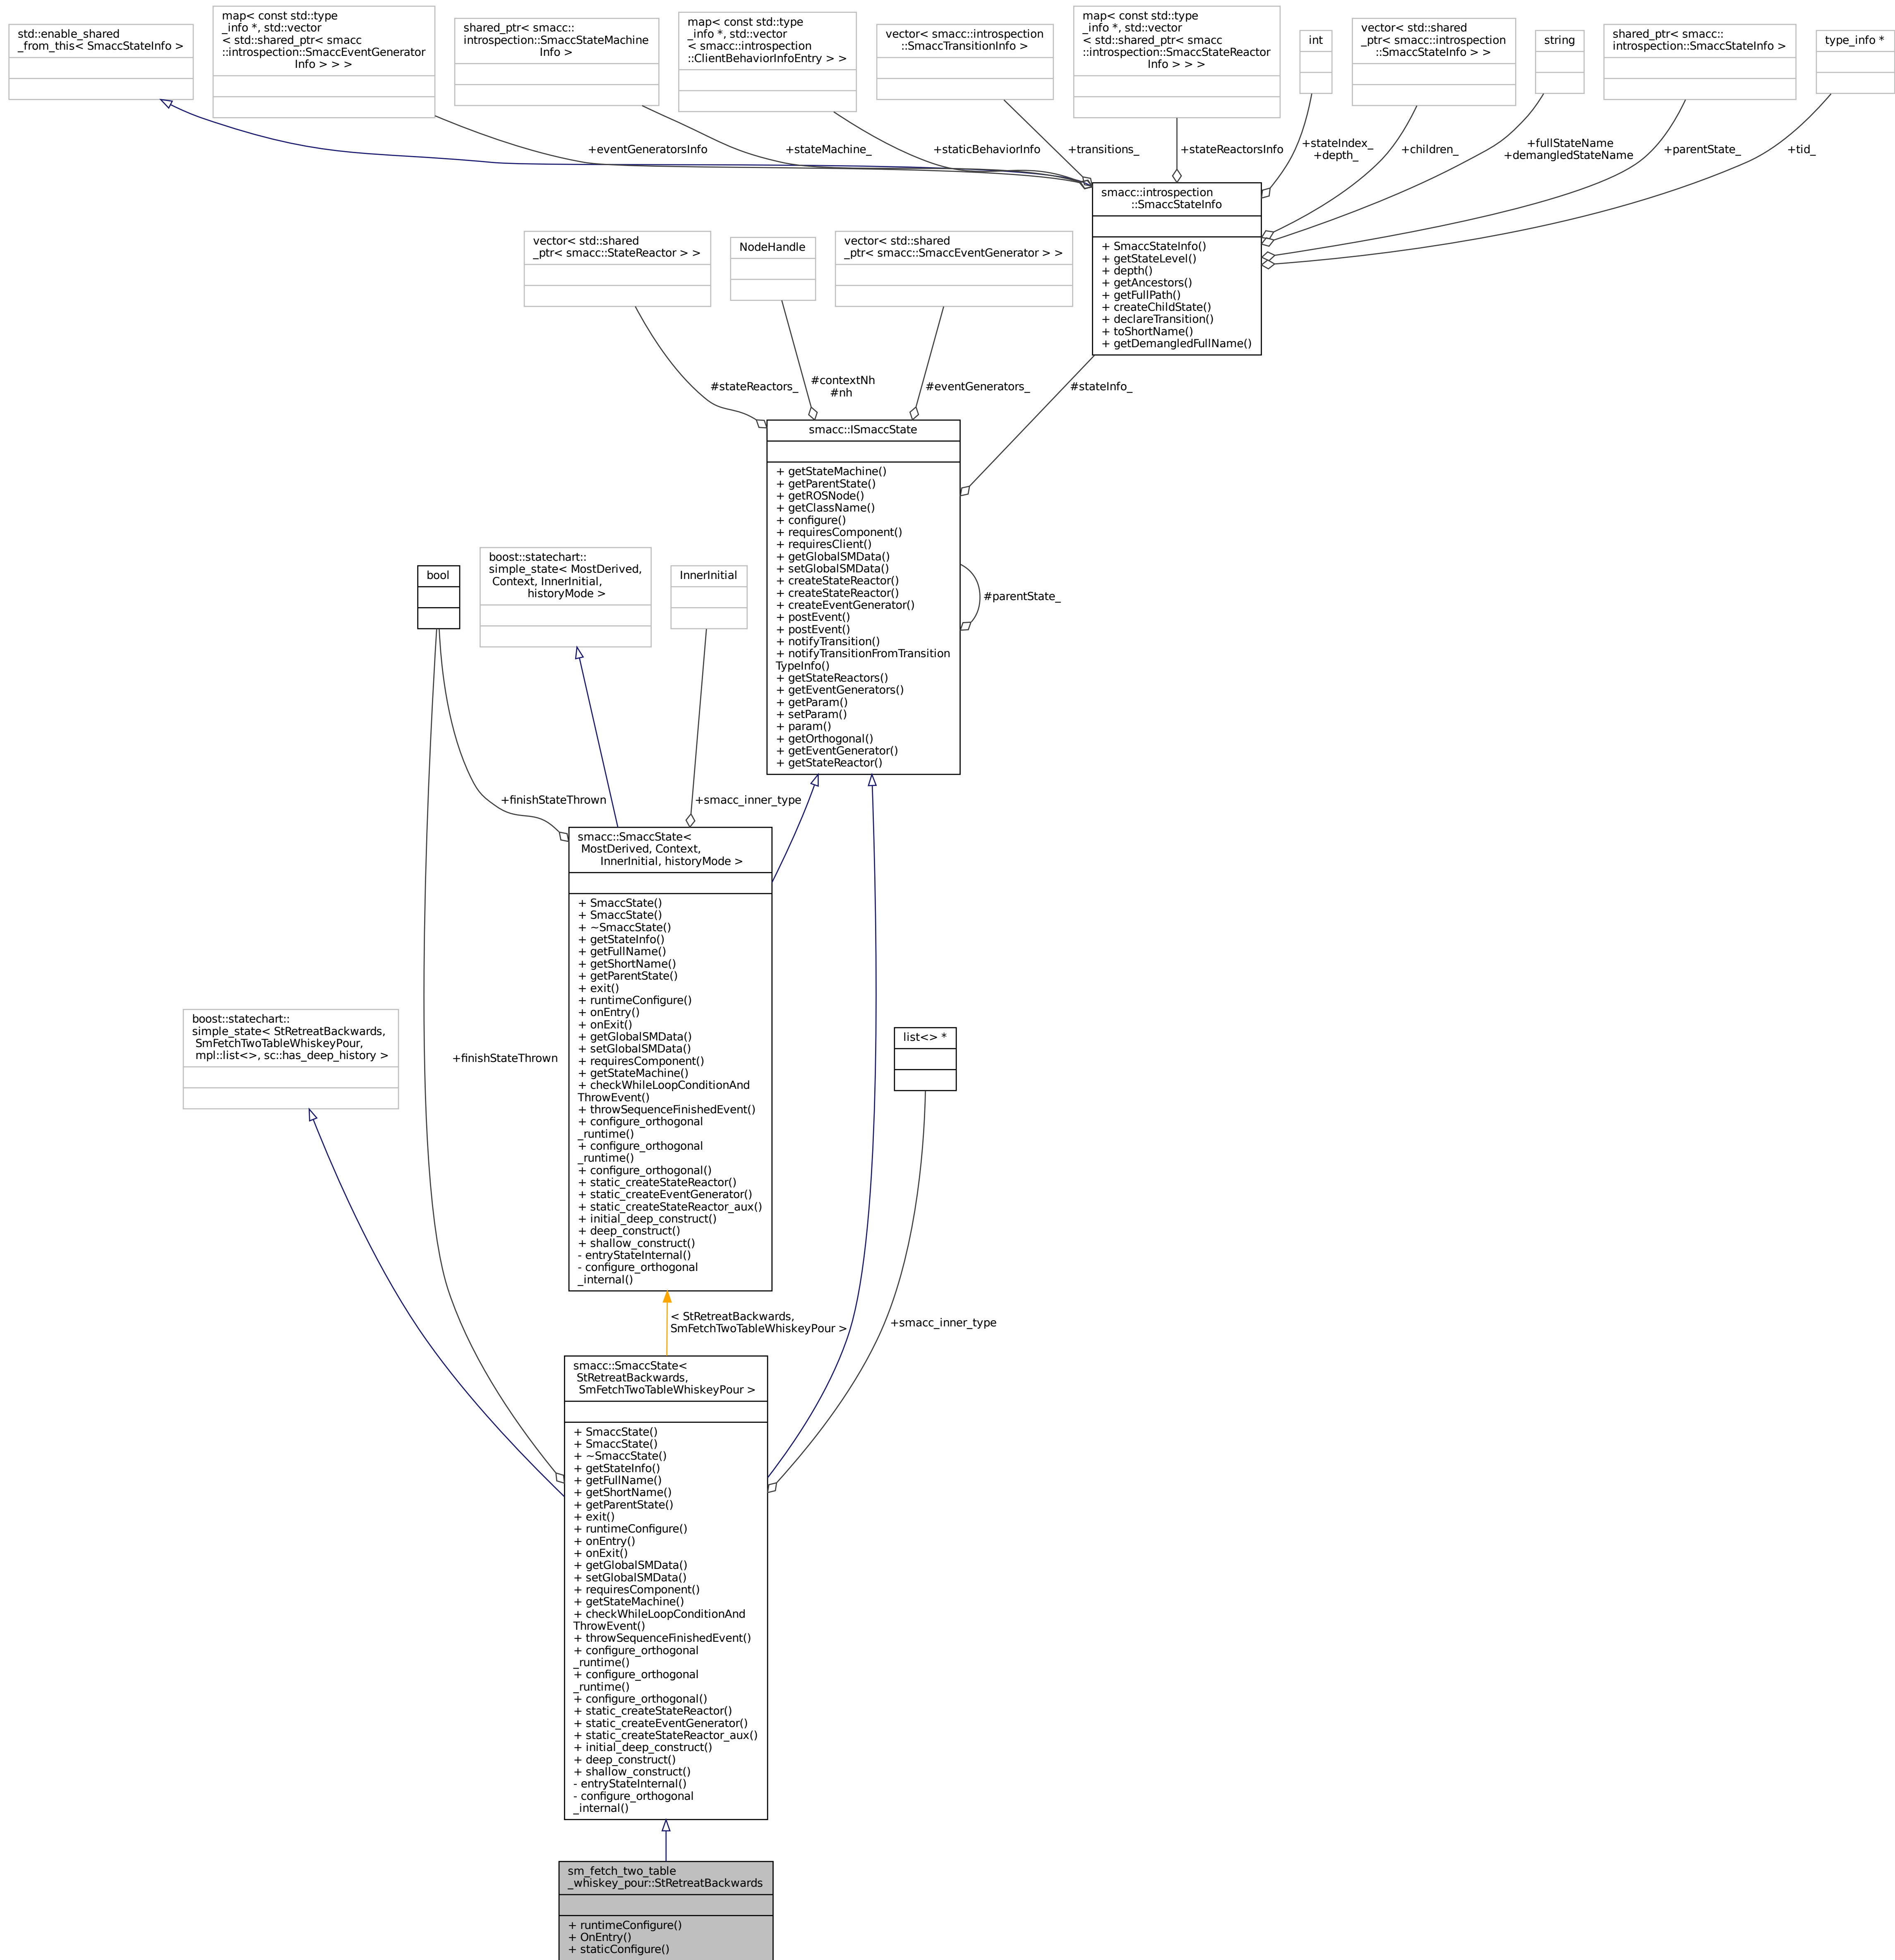 std::enable_shared
_from_this< SmaccStateInfo >
map< const std::type
_info *, std::vector
< std::shared_ptr< smacc
::introspection::SmaccEventGenerator
Info > > >
shared_ptr< smacc::
introspection::SmaccStateMachine
Info >
map< const std::type
_info *, std::vector
< smacc::introspection
::ClientBehaviorInfoEntry > >
vector< smacc::introspection
::SmaccTransitionInfo >
map< const std::type
_info *, std::vector
< std::shared_ptr< smacc
::introspection::SmaccStateReactor
Info > > >
int
vector< std::shared
_ptr< smacc::introspection
::SmaccStateInfo > >
string
shared_ptr< smacc::
introspection::SmaccStateInfo >
type_info *
+eventGeneratorsInfo
+stateMachine_
+staticBehaviorInfo
+transitions_
+stateReactorsInfo
+stateIndex_
+depth_
+children_
+fullStateName
+demangledStateName
+parentState_
+tid_
smacc::introspection
::SmaccStateInfo
+ SmaccStateInfo()
+ getStateLevel()
+ depth()
+ getAncestors()
+ getFullPath()
+ createChildState()
+ declareTransition()
+ toShortName()
+ getDemangledFullName()
vector< std::shared
_ptr< smacc::StateReactor > >
NodeHandle
vector< std::shared
_ptr< smacc::SmaccEventGenerator > >
#stateReactors_
#contextNh
#nh
#eventGenerators_
#stateInfo_
smacc::ISmaccState
+ getStateMachine()
+ getParentState()
+ getROSNode()
+ getClassName()
+ configure()
+ requiresComponent()
+ requiresClient()
+ getGlobalSMData()
+ setGlobalSMData()
+ createStateReactor()
+ createStateReactor()
+ createEventGenerator()
+ postEvent()
+ postEvent()
+ notifyTransition()
+ notifyTransitionFromTransition
TypeInfo()
+ getStateReactors()
+ getEventGenerators()
+ getParam()
+ setParam()
+ param()
+ getOrthogonal()
+ getEventGenerator()
+ getStateReactor()
#parentState_
bool
boost::statechart::
simple_state< MostDerived,
Context, InnerInitial,
historyMode >
InnerInitial
+finishStateThrown
+smacc_inner_type
smacc::SmaccState<
MostDerived, Context,
InnerInitial, historyMode >
+ SmaccState()
+ SmaccState()
+ ~SmaccState()
+ getStateInfo()
+ getFullName()
+ getShortName()
+ getParentState()
+ exit()
+ runtimeConfigure()
+ onEntry()
+ onExit()
+ getGlobalSMData()
+ setGlobalSMData()
+ requiresComponent()
+ getStateMachine()
+ checkWhileLoopConditionAnd
ThrowEvent()
+ throwSequenceFinishedEvent()
+ configure_orthogonal
_runtime()
+ configure_orthogonal
_runtime()
+ configure_orthogonal()
+ static_createStateReactor()
+ static_createEventGenerator()
+ static_createStateReactor_aux()
+ initial_deep_construct()
+ deep_construct()
+ shallow_construct()
- entryStateInternal()
- configure_orthogonal
_internal()
boost::statechart::
simple_state< StRetreatBackwards,
SmFetchTwoTableWhiskeyPour,
mpl::list<>, sc::has_deep_history >
+finishStateThrown
list<> *
< StRetreatBackwards,
SmFetchTwoTableWhiskeyPour >
+smacc_inner_type
smacc::SmaccState<
StRetreatBackwards,
SmFetchTwoTableWhiskeyPour >
+ SmaccState()
+ SmaccState()
+ ~SmaccState()
+ getStateInfo()
+ getFullName()
+ getShortName()
+ getParentState()
+ exit()
+ runtimeConfigure()
+ onEntry()
+ onExit()
+ getGlobalSMData()
+ setGlobalSMData()
+ requiresComponent()
+ getStateMachine()
+ checkWhileLoopConditionAnd
ThrowEvent()
+ throwSequenceFinishedEvent()
+ configure_orthogonal
_runtime()
+ configure_orthogonal
_runtime()
+ configure_orthogonal()
+ static_createStateReactor()
+ static_createEventGenerator()
+ static_createStateReactor_aux()
+ initial_deep_construct()
+ deep_construct()
+ shallow_construct()
- entryStateInternal()
- configure_orthogonal
_internal()
sm_fetch_two_table
_whiskey_pour::StRetreatBackwards
+ runtimeConfigure()
+ OnEntry()
+ staticConfigure()